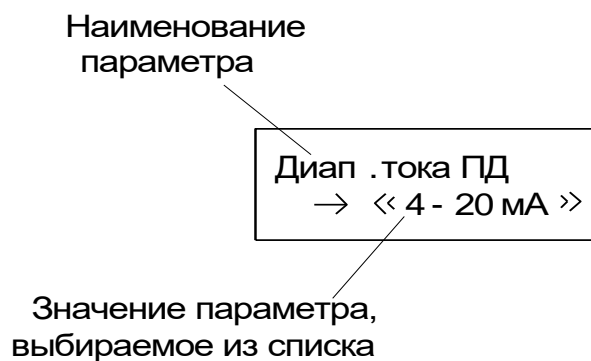 Наименование
параметра
Диап .тока ПД
→ « 4 - 20 мА »
Значение параметра,
выбираемое из списка